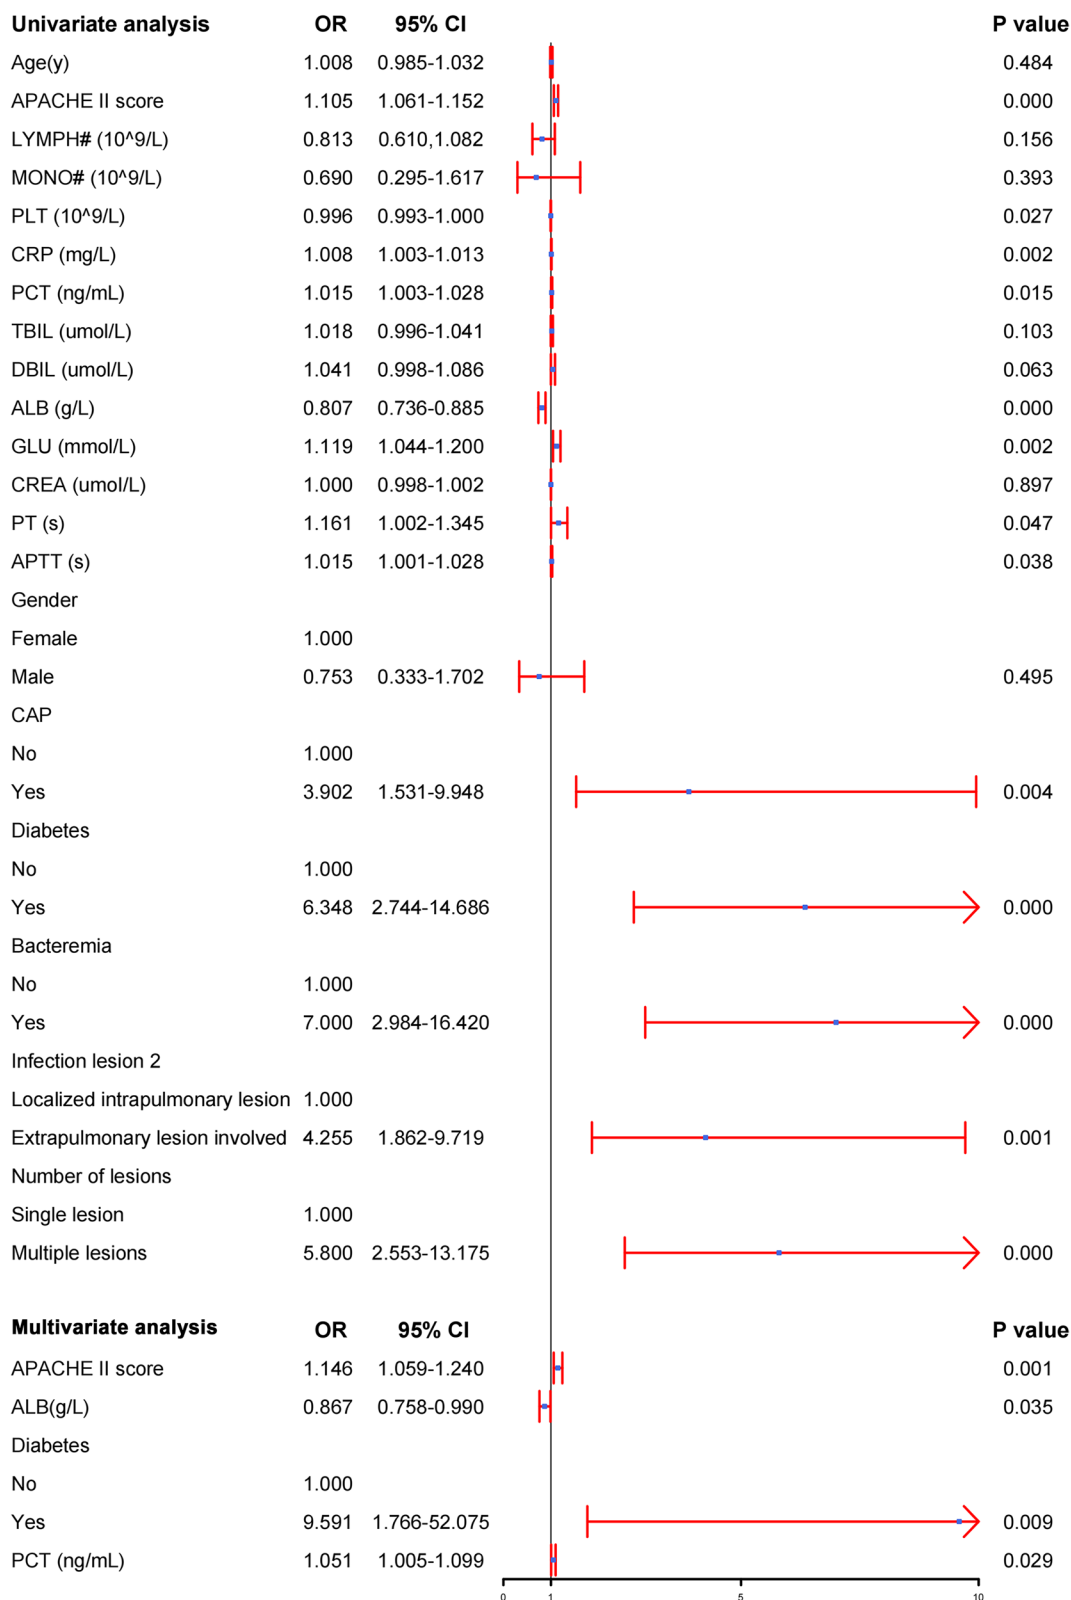 Univariate analysis OR 95% CI P value
Age(y) 1.008 0.985-1.032 0.484
APACHE II score 1.105 1.061-1.152 0.000
LYMPH# (10^9/L) 0.813 0.610,1.082 0.156
MONO# (10^9/L) 0.690 0.295-1.617 0.393
PLT (10^9/L) 0.996 0.993-1.000 0.027
CRP (mg/L) 1.008 1.003-1.013 0.002
PCT (ng/mL) 1.015 1.003-1.028 0.015
TBIL (umol/L) 1.018 0.996-1.041 0.103
DBIL (umol/L) 1.041 0.998-1.086 0.063
ALB (g/L) 0.807 0.736-0.885 0.000
GLU (mmol/L) 1.119 1.044-1.200 0.002
CREA (umol/L) 1.000 0.998-1.002 0.897
PT (s) 1.161 1.002-1.345 0.047
APTT (s) 1.015 1.001-1.028 0.038
Gender
Female 1.000
Male 0.753 0.333-1.702 0.495
CAP
No 1.000
Yes 3.902 1.531-9.948 0.004
Diabetes
No 1.000
Yes 6.348 2.744-14.686 0.000
Bacteremia
No 1.000
Yes 7.000 2.984-16.420 0.000
Infection lesion 2
Localized intrapulmonary lesion 1.000
Extrapulmonary lesion involved 4.255 1.862-9.719 0.001
Number of lesions
Single lesion 1.000
Multiple lesions 5.800 2.553-13.175 0.000
Multivariate analysis OR 95% CI P value
APACHE II score 1.146 1.059-1.240 0.001
ALB(g/L) 0.867 0.758-0.990 0.035
Diabetes
No 1.000
Yes 9.591 1.766-52.075 0.009
PCT (ng/mL) 1.051 1.005-1.099 0.029
0 1 5 10